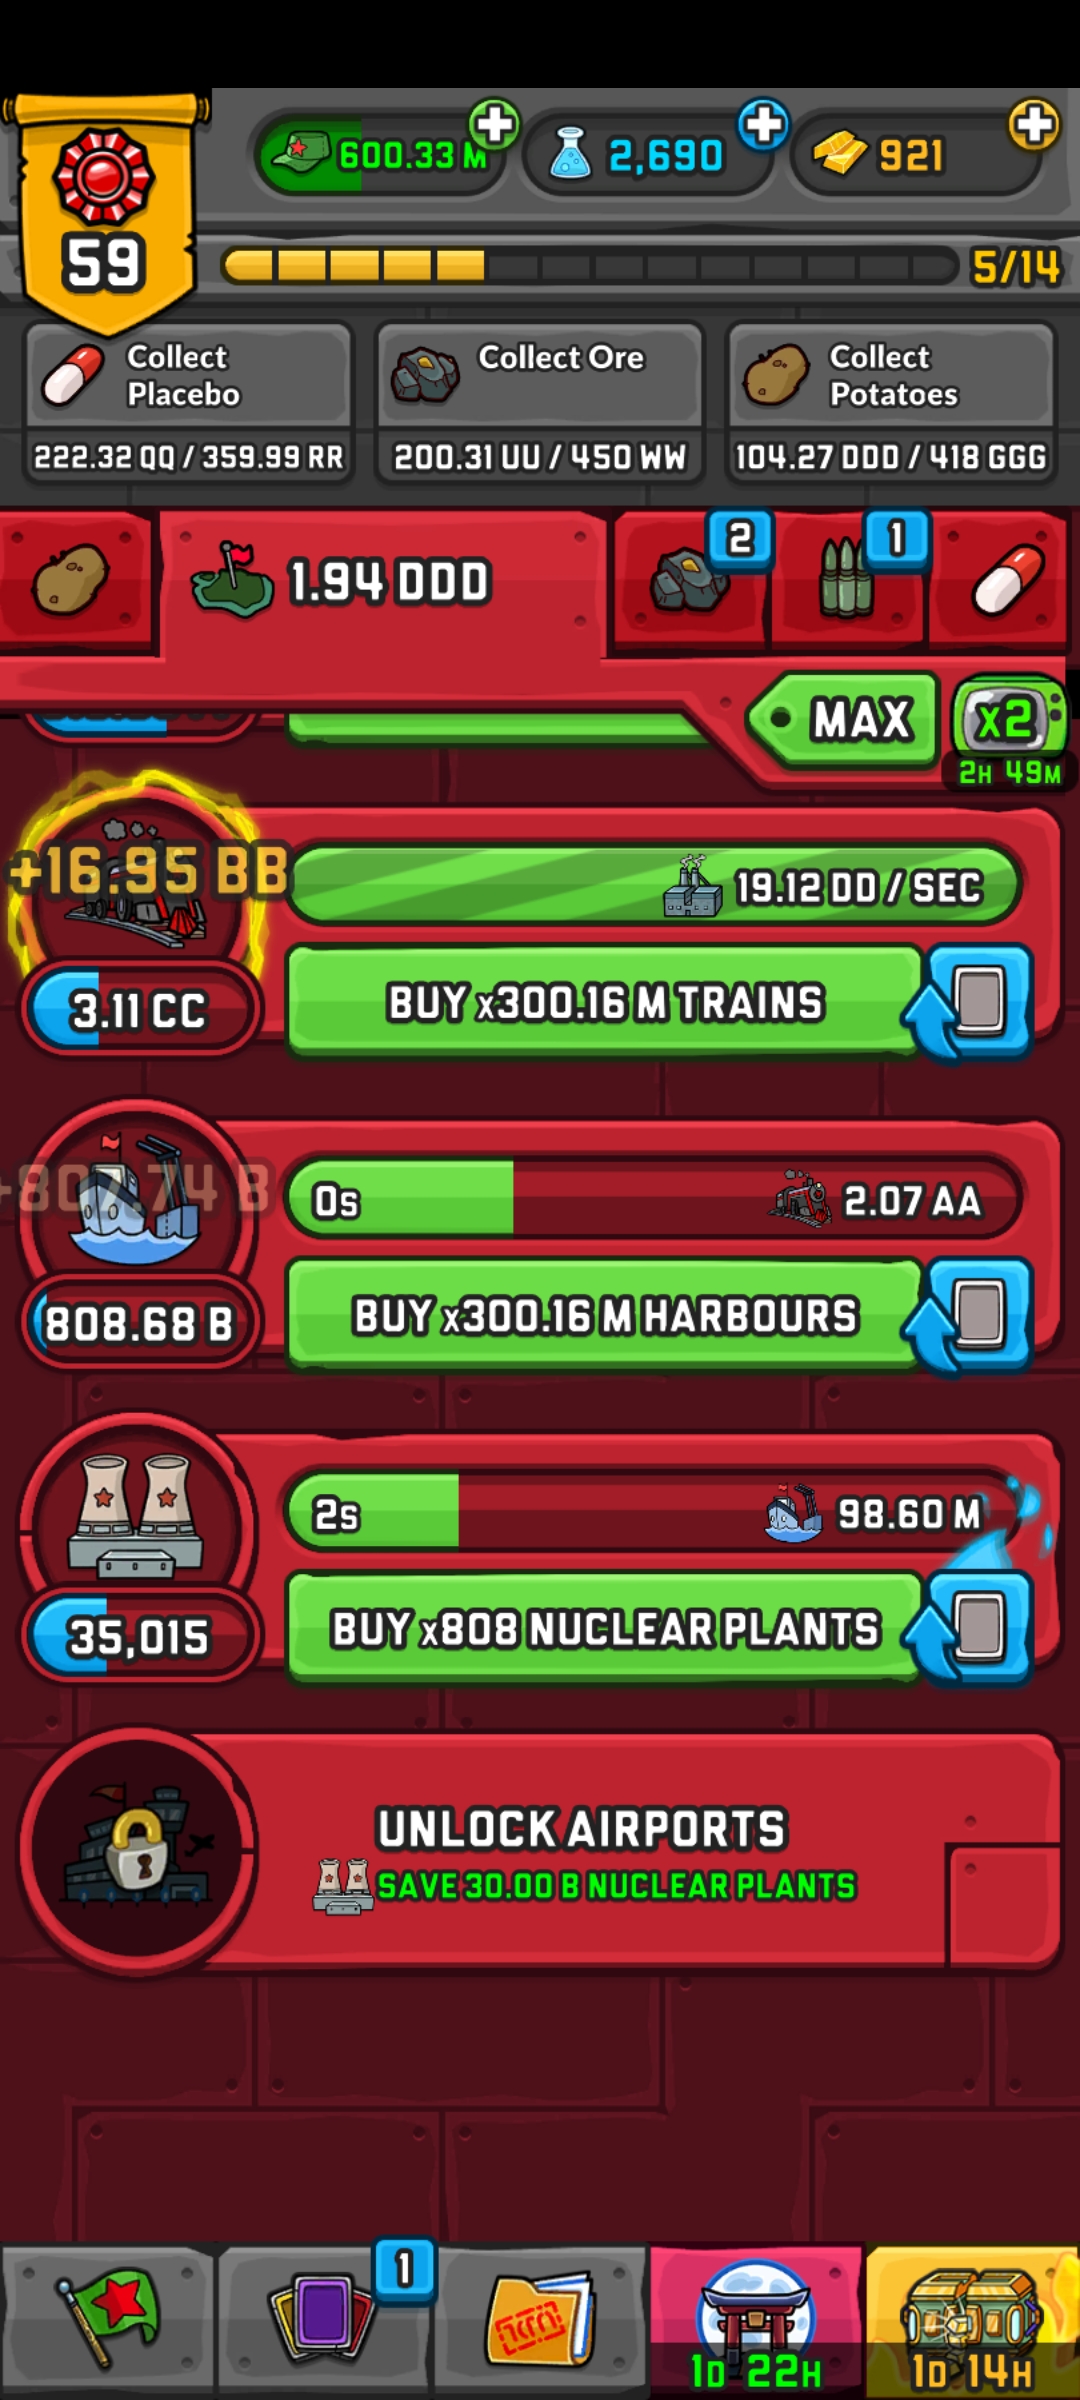 600.33 M
2,690
921
59
5/14
Collect
Placebo
222.32 QQ / 359.99 RR
Collect Ore
200.31 UU / 450 WW
Collect
Potatoes
104.27 DDD / 418 GGG
1.94 DDD
2
1
MAX
x2
2H 49M
+16.95 BB
19.12 DD / SEC
3.11 CC
BUY x300.16 M TRAINS
+807.74 B
0s
2.07 AA
808.68 B
BUY x300.16 M HARBOURS
2s
98.60 M
35,015
BUY x808 NUCLEAR PLANTS
UNLOCK AIRPORTS
SAVE 30.00 B NUCLEAR PLANTS
1
1D 22H
1D 14H